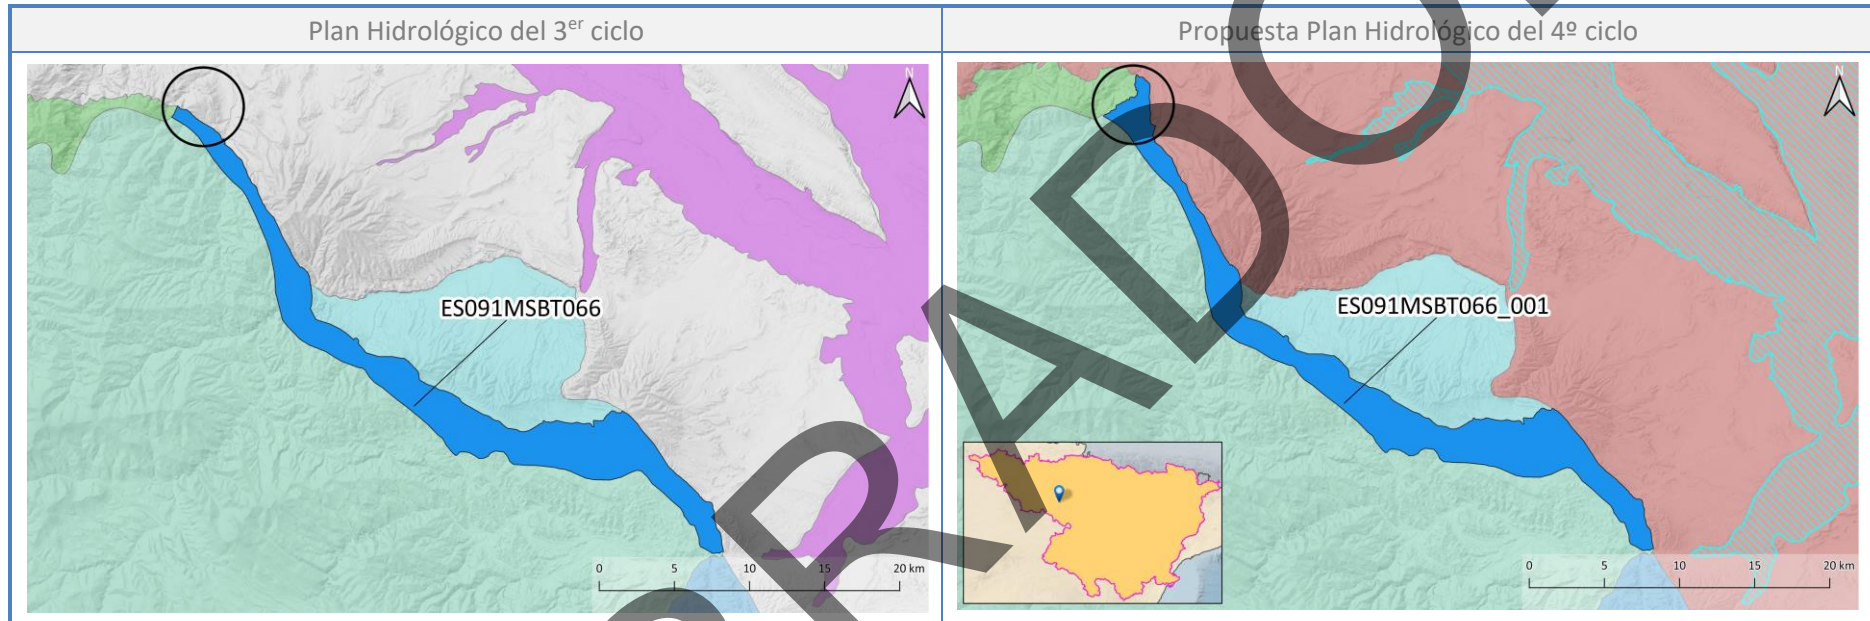 Plan Hidrológico del 3er ciclo
Propuesta Plan Hidrológico del 4º ciclo
N
ES091MSBT066
0 5 10 15 20 km
N
ES091MSBT066_001
0 5 10 15 20 km
RADO